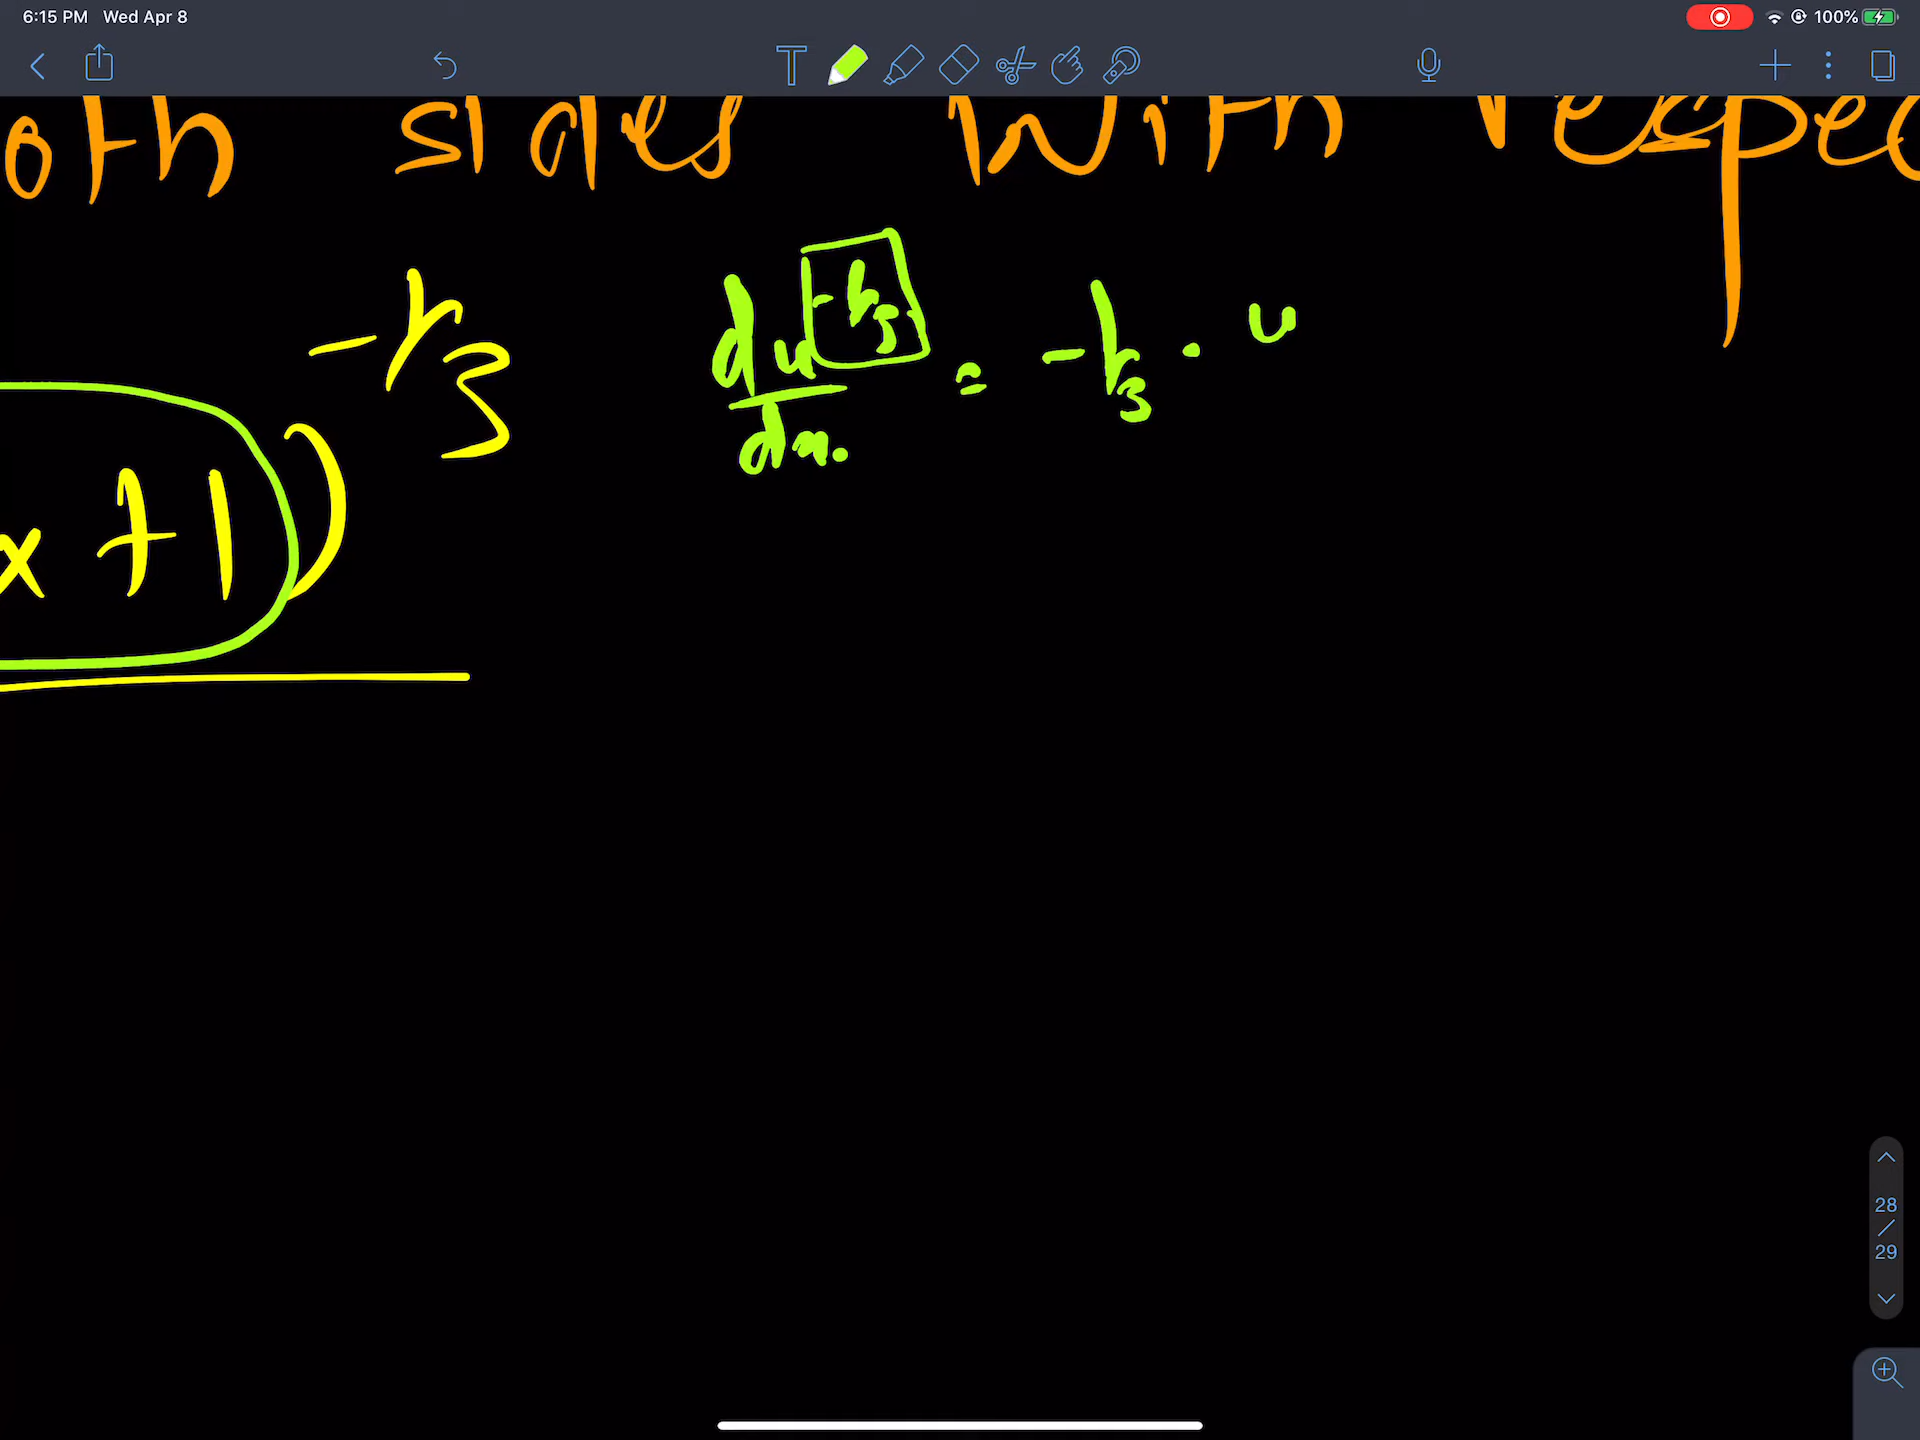 6:15 PM Wed Apr 8 100%
oth sides with respec
x + 1)^{-1/3}
du^{-1/3}/dx. = -1/3 · u
28
/
29